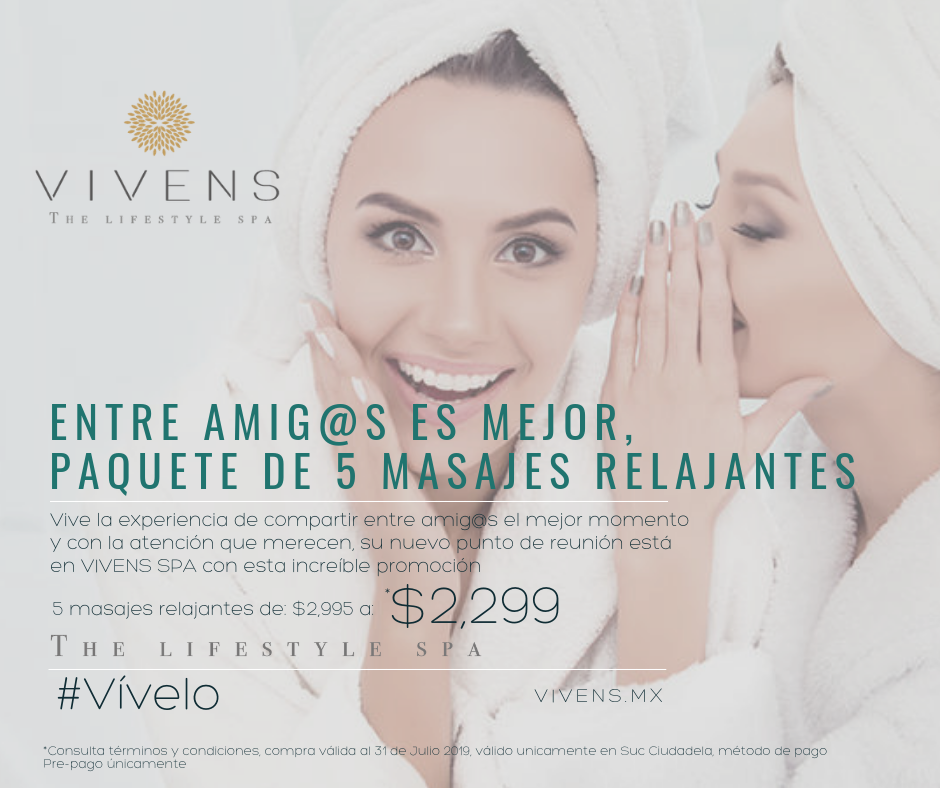 VIVENS
THE LIFESTYLE SPA
ENTRE AMIG@S ES MEJOR,
PAQUETE DE 5 MASAJES RELAJANTES
Vive la experiencia de compartir entre amig@s el mejor momento
y con la atención que merecen, su nuevo punto de reunión está
en VIVENS SPA con esta increíble promoción
5 masajes relajantes de: $2,995 a: *$2,299
THE LIFESTYLE SPA
#Vívelo VIVENS.MX
*Consulta términos y condiciones, compra válida al 31 de Julio 2019, válido unicamente en Suc Ciudadela, método de pago
Pre-pago únicamente